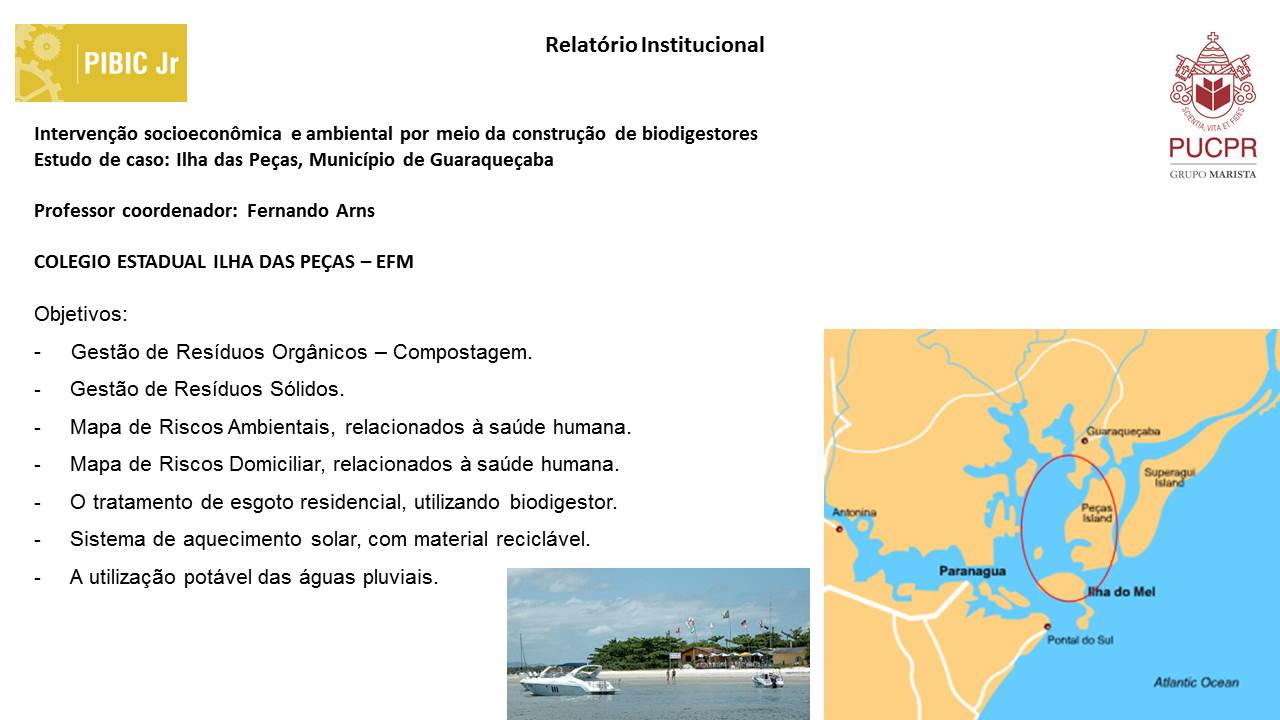 PIBIC Jr
Relatório Institucional
SCIENTIA, VITA ET FIDES
PUCPR
GRUPO MARISTA
Intervenção socioeconômica e ambiental por meio da construção de biodigestores
Estudo de caso: Ilha das Peças, Município de Guaraqueçaba
Professor coordenador: Fernando Arns
COLEGIO ESTADUAL ILHA DAS PEÇAS – EFM
Objetivos:
- Gestão de Resíduos Orgânicos – Compostagem.
- Gestão de Resíduos Sólidos.
- Mapa de Riscos Ambientais, relacionados à saúde humana.
- Mapa de Riscos Domiciliar, relacionados à saúde humana.
- O tratamento de esgoto residencial, utilizando biodigestor.
- Sistema de aquecimento solar, com material reciclável.
- A utilização potável das águas pluviais.
Guaraqueçaba
Superagui
Island
Peças
Island
Antonina
Paranagua
Ilha do Mel
Pontal do Sul
Atlantic Ocean